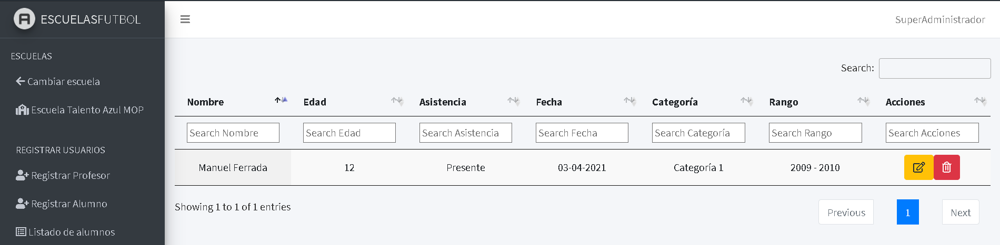 ESCUELASFUTBOL
SuperAdministrador
ESCUELAS
Cambiar escuela
Escuela Talento Azul MOP
REGISTRAR USUARIOS
Registrar Profesor
Registrar Alumno
Listado de alumnos
Search:
Nombre Edad Asistencia Fecha Categoría Rango Acciones
Search Nombre Search Edad Search Asistencia Search Fecha Search Categoría Search Rango Search Acciones
Manuel Ferrada 12 Presente 03-04-2021 Categoría 1 2009 - 2010
Showing 1 to 1 of 1 entries
Previous 1 Next